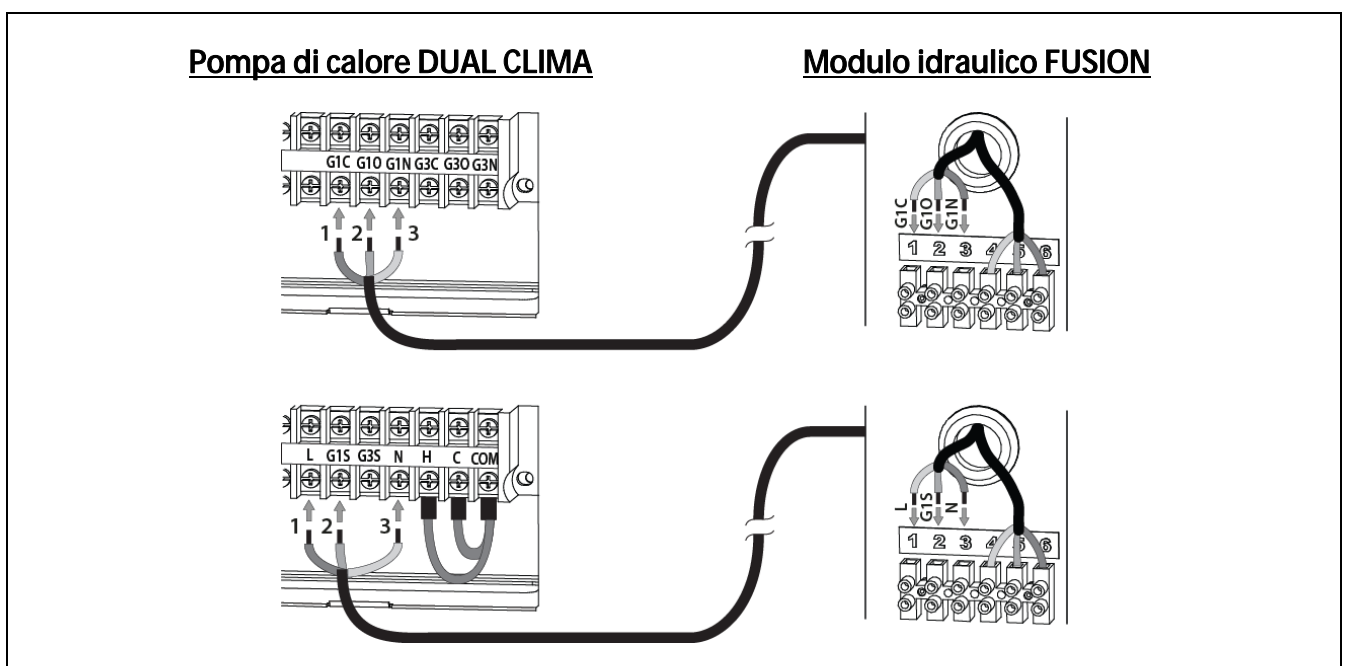 Pompa di calore DUAL CLIMA
Modulo idraulico FUSION
G1C G1O G1N G3C G3O G3N
1 2 3
G1C G1O G1N
1 2 3 4 5 6
L G1S G3S N H C COM
1 2 3
L G1S N
1 2 3 4 5 6